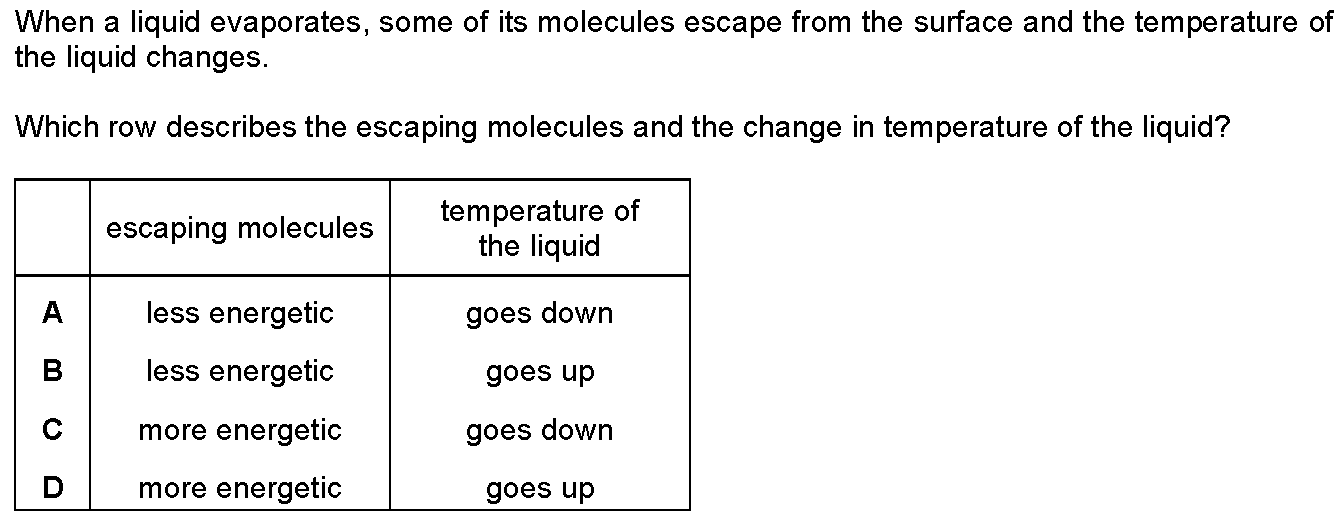 When a liquid evaporates, some of its molecules escape from the surface and the temperature of
the liquid changes.
Which row describes the escaping molecules and the change in temperature of the liquid?
escaping molecules temperature of
the liquid
A less energetic goes down
B less energetic goes up
C more energetic goes down
D more energetic goes up